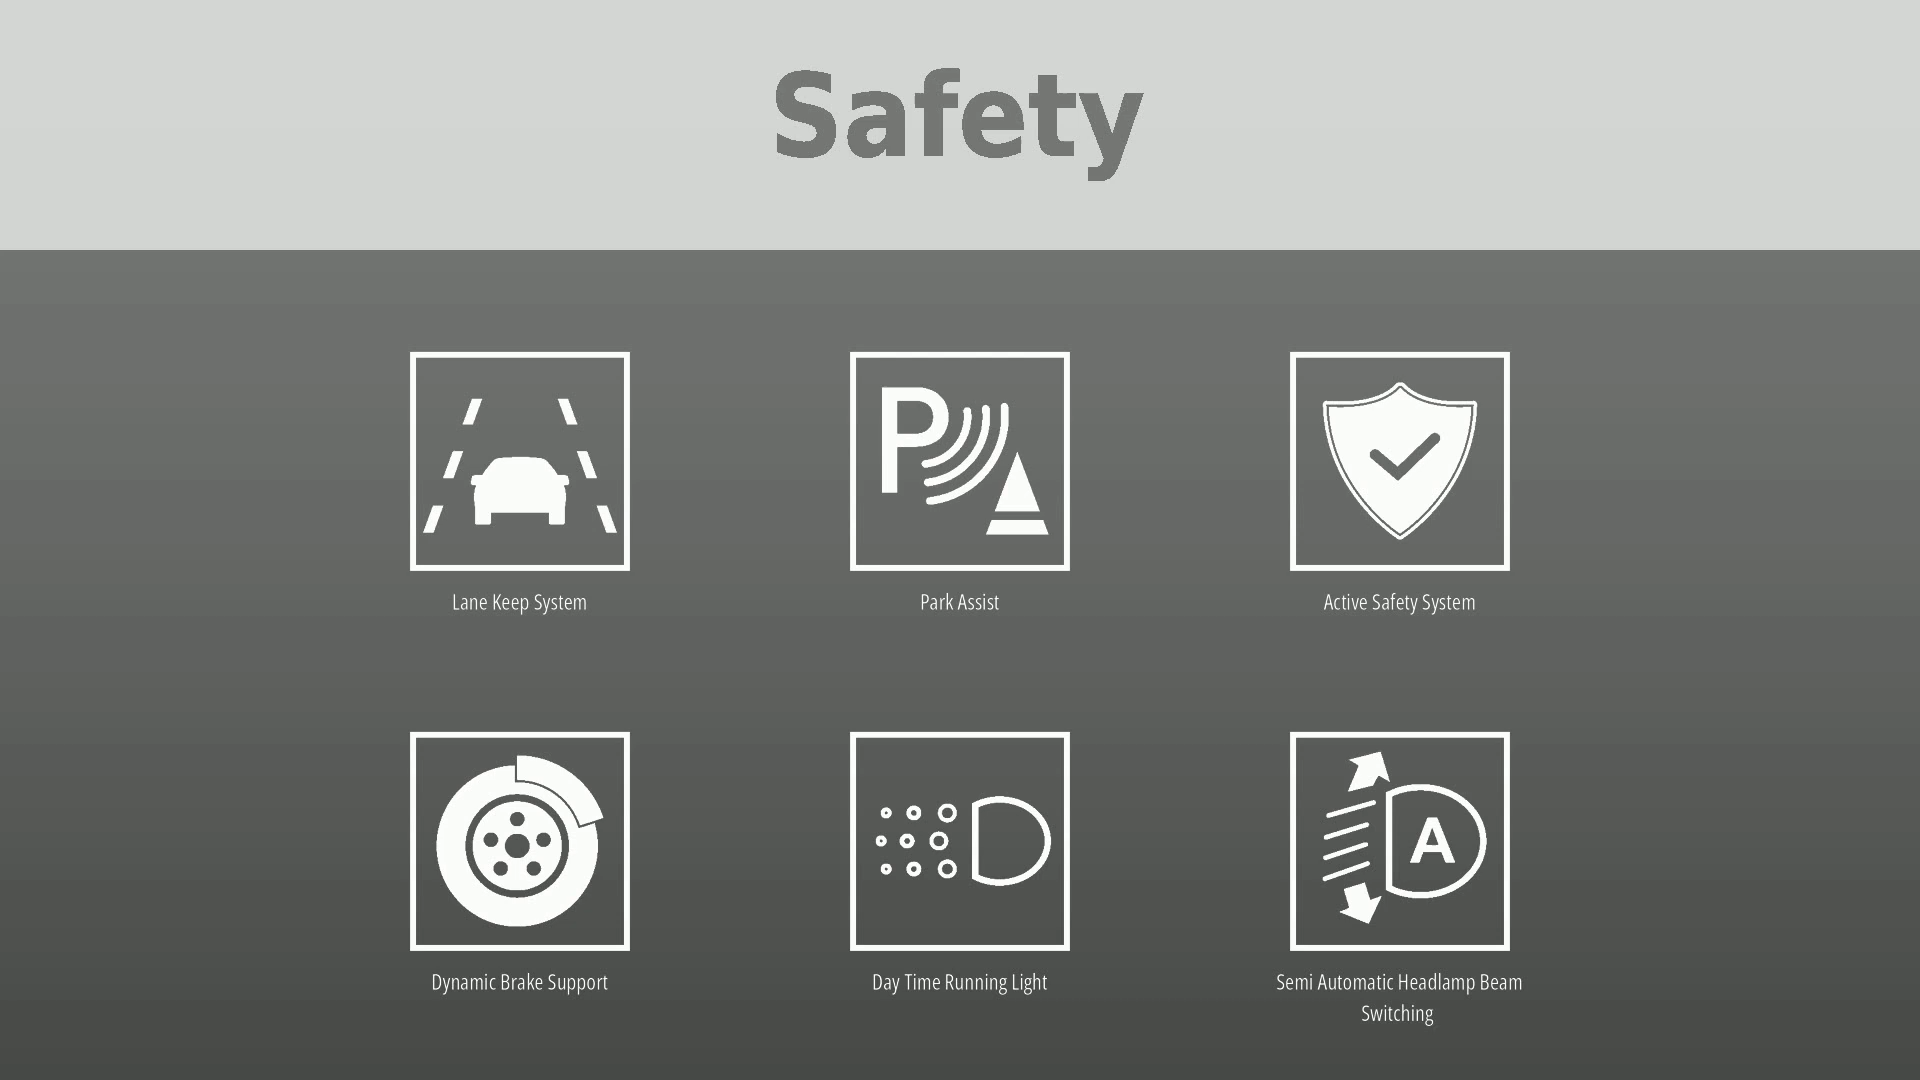 Safety
P
Lane Keep System
Park Assist
Active Safety System
A
Dynamic Brake Support
Day Time Running Light
Semi Automatic Headlamp Beam
Switching